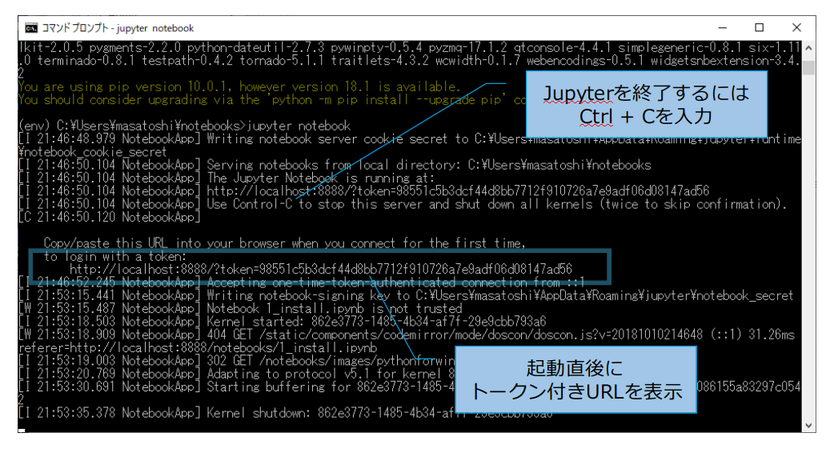 コマンドプロンプト - jupyter notebook
lkit-2.0.5 pygments-2.2.0 python-dateutil-2.7.3 pywinpty-0.5.4 pyzmq-17.1.2 qtconsole-4.4.1 simplegeneric-0.8.1 six-1.11
.0 terminado-0.8.1 testpath-0.4.2 tornado-5.1.1 traitlets-4.3.2 wcwidth-0.1.7 webencodings-0.5.1 widgetsnbextension-3.4.
2
You are using pip version 10.0.1, however version 18.1 is available.
You should consider upgrading via the 'python -m pip install --upgrade pip' co
Jupyterを終了するには
Ctrl + Cを入力
(env) C:¥Users¥masatoshi¥notebooks>jupyter notebook
[I 21:46:48.979 NotebookApp] Writing notebook server cookie secret to C:¥Users¥masatoshi¥AppData¥Roaming¥jupyter¥runtime
¥notebook_cookie_secret
[I 21:46:50.104 NotebookApp] Serving notebooks from local directory: C:¥Users¥masatoshi¥notebooks
[I 21:46:50.104 NotebookApp] The Jupyter Notebook is running at:
[I 21:46:50.104 NotebookApp] http://localhost:8888/?token=98551c5b3dcf44d8bb7712f910726a7e9adf06d08147ad56
[I 21:46:50.104 NotebookApp] Use Control-C to stop this server and shut down all kernels (twice to skip confirmation).
[C 21:46:50.120 NotebookApp]
Copy/paste this URL into your browser when you connect for the first time,
to login with a token:
http://localhost:8888/?token=98551c5b3dcf44d8bb7712f910726a7e9adf06d08147ad56
[I 21:46:52.245 NotebookApp] Accepting one-time-token-authenticated connection from ::1
[I 21:53:15.441 NotebookApp] Writing notebook-signing key to C:¥Users¥masatoshi¥AppData¥Roaming¥jupyter¥notebook_secret
[W 21:53:15.487 NotebookApp] Notebook 1_install.ipynb is not trusted
[I 21:53:18.503 NotebookApp] Kernel started: 862e3773-1485-4b34-af7f-29e9cbb793a6
[W 21:53:18.909 NotebookApp] 404 GET /static/components/codemirror/mode/doscon/doscon.js?v=20181010214648 (::1) 31.26ms
referer=http://localhost:8888/notebooks/1_install.ipynb
[I 21:53:19.003 NotebookApp] 302 GET /notebooks/images/pythonforwin
[I 21:53:20.769 NotebookApp] Adapting to protocol v5.1 for kernel 8
[I 21:53:30.691 NotebookApp] Starting buffering for 862e3773-1485-4
086155a83297c054
2
[I 21:53:35.378 NotebookApp] Kernel shutdown: 862e3773-1485-4b34-af7f-29e9cbb793a6
起動直後に
トークン付きURLを表示